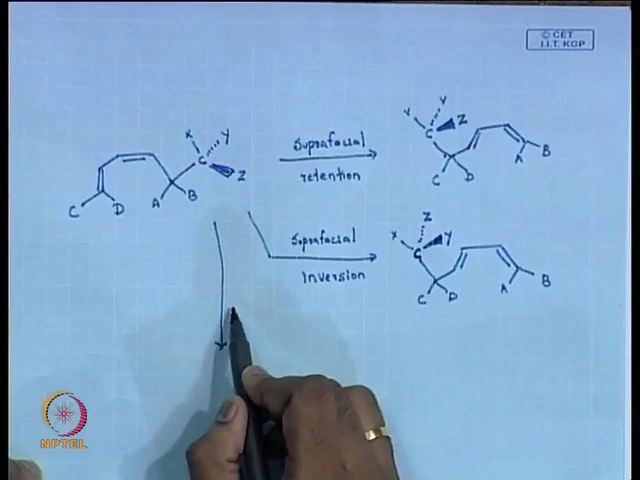 © CET
I.I.T. KGP
X Y Z C
C D A B
Suprafacial
retention
Y Y C Z
C D A B
Suprafacial
Inversion
X Z Y C
C D A B
NPTEL